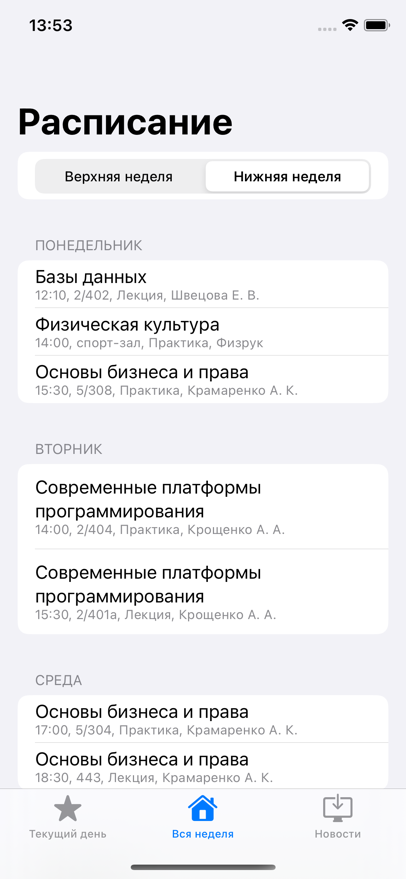 13:53
Расписание
Верхняя неделя
Нижняя неделя
ПОНЕДЕЛЬНИК
Базы данных
12:10, 2/402, Лекция, Швецова Е. В.
Физическая культура
14:00, спорт-зал, Практика, Физрук
Основы бизнеса и права
15:30, 5/308, Практика, Крамаренко А. К.
ВТОРНИК
Современные платформы
программирования
14:00, 2/404, Практика, Крощенко А. А.
Современные платформы
программирования
15:30, 2/401а, Лекция, Крощенко А. А.
СРЕДА
Основы бизнеса и права
17:00, 5/304, Практика, Крамаренко А. К.
Основы бизнеса и права
18:30, 443, Лекция, Крамаренко А. К.
Текущий день
Вся неделя
Новости